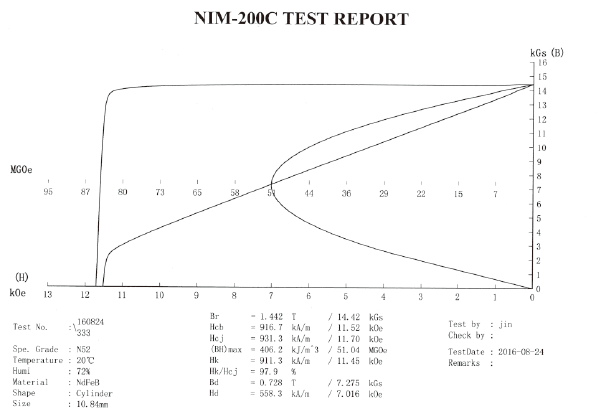 NIM-200C TEST REPORT
kGs (B)
16
15
14
13
12
11
10
9
8
7
6
5
4
3
2
1
0
MGOe
95 87 80 73 65 58 51 44 36 29 22 15 7
(H)
kOe 13 12 11 10 9 8 7 6 5 4 3 2 1 0
Test No. :\160824
333
Spe. Grade : N52
Temperature : 20℃
Humi : 72%
Material : NdFeB
Shape : Cylinder
Size : 10.84mm
Br = 1.442 T / 14.42 kGs
Hcb = 916.7 kA/m / 11.52 kOe
Hcj = 931.3 kA/m / 11.70 kOe
(BH)max = 406.2 kJ/m^3 / 51.04 MGOe
Hk = 911.3 kA/m / 11.45 kOe
Hk/Hcj = 97.9 %
Bd = 0.728 T / 7.275 kGs
Hd = 558.3 kA/m / 7.016 kOe
Test by : jin
Check by :
TestDate : 2016-08-24